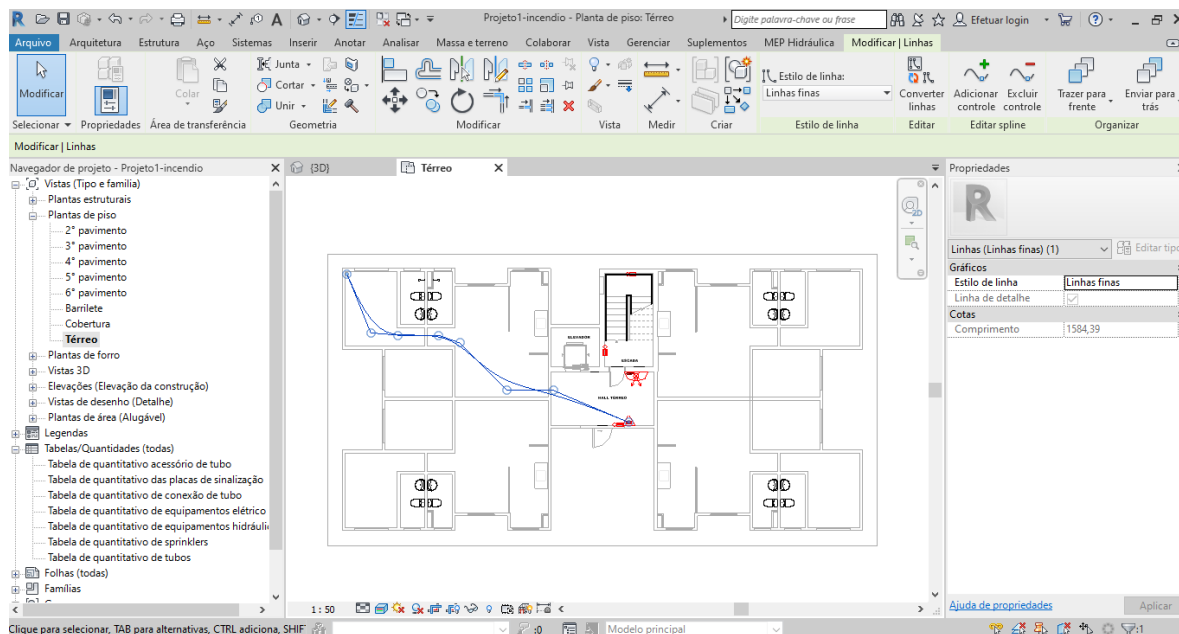 Projeto1-incendio - Planta de piso: Térreo
Digite palavra-chave ou frase
Efetuar login
Arquivo Arquitetura Estrutura Aço Sistemas Inserir Anotar Analisar Massa e terreno Colaborar Vista Gerenciar Suplementos MEP Hidráulica Modificar | Linhas
Modificar
Colar
Junta
Cortar
Unir
Estilo de linha:
Linhas finas
Converter linhas
Adicionar controle
Excluir controle
Trazer para frente
Enviar para trás
Selecionar Propriedades Área de transferência Geometria Modificar Vista Medir Criar Estilo de linha Editar Editar spline Organizar
Modificar | Linhas
Navegador de projeto - Projeto1-incendio
Vistas (Tipo e familia)
Plantas estruturais
Plantas de piso
2° pavimento
3° pavimento
4° pavimento
5° pavimento
6° pavimento
Barrilete
Cobertura
Térreo
Plantas de forro
Vistas 3D
Elevações (Elevação da construção)
Vistas de desenho (Detalhe)
Plantas de área (Alugável)
Legendas
Tabelas/Quantidades (todas)
Tabela de quantitativo acessório de tubo
Tabela de quantitativo das placas de sinalização
Tabela de quantitativo de conexão de tubo
Tabela de quantitativo de equipamentos elétrico
Tabela de quantitativo de equipamentos hidráuli
Tabela de quantitativo de sprinklers
Tabela de quantitativo de tubos
Folhas (todas)
Famílias
{3D}
Térreo
2D
ELEVADOR
ESCADA
HALL TERREO
1 : 50
Propriedades
R
Linhas (Linhas finas) (1)
Editar tipo
Gráficos
Estilo de linha Linhas finas
Linha de detalhe
Cotas
Comprimento 1584,39
Ajuda de propriedades
Aplicar
Clique para selecionar, TAB para alternativas, CTRL adiciona, SHIF
:0
Modelo principal
:1